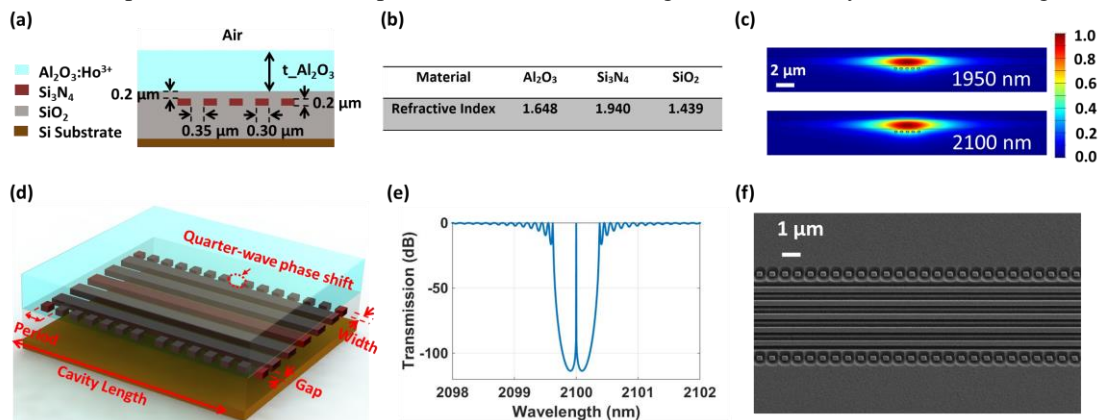 (a)
Air
Al₂O₃:Ho³⁺
Si₃N₄
SiO₂
Si Substrate
t_Al₂O₃
0.2 μm
0.2 μm
0.35 μm
0.30 μm
(b)
Material Al₂O₃ Si₃N₄ SiO₂
Refractive Index 1.648 1.940 1.439
(c)
2 μm
1950 nm
2100 nm
1.0
0.8
0.6
0.4
0.2
0.0
(d)
Quarter-wave phase shift
Period
Width
Cavity Length
Gap
(e)
Transmission (dB)
0
-50
-100
2098 2099 2100 2101 2102
Wavelength (nm)
(f)
1 μm